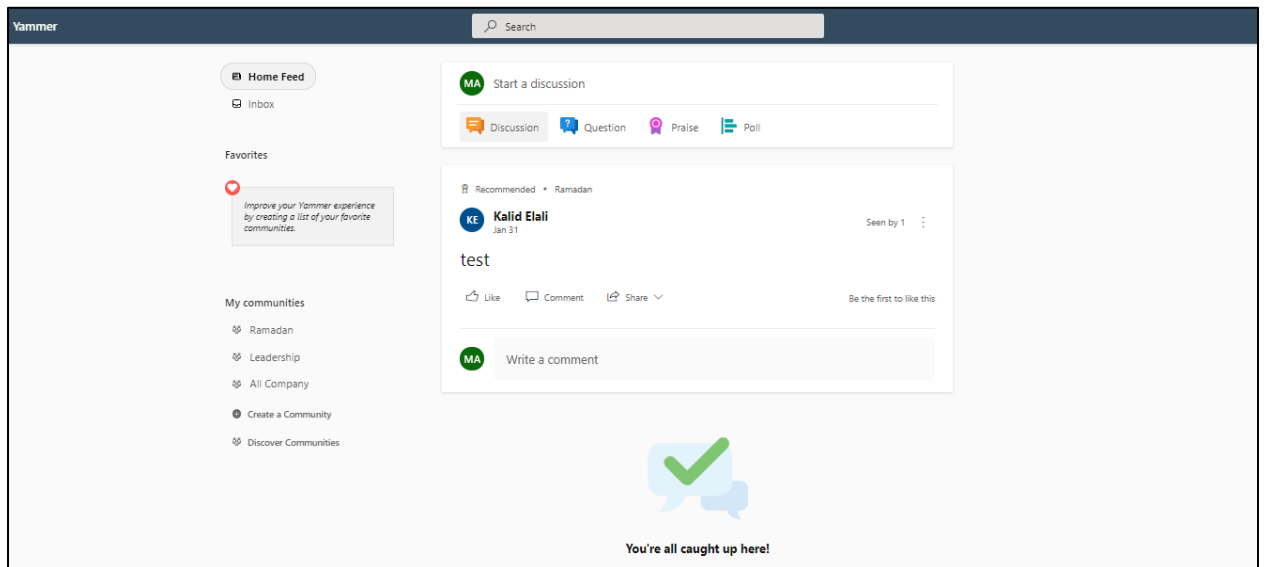 Yammer
Search
Home Feed
Inbox
Favorites
Improve your Yammer experience
by creating a list of your favorite
communities.
My communities
Ramadan
Leadership
All Company
Create a Community
Discover Communities
MA Start a discussion
Discussion Question Praise Poll
Recommended • Ramadan
KE Kalid Elali
Jan 31
Seen by 1
test
Like Comment Share
Be the first to like this
MA Write a comment
You're all caught up here!